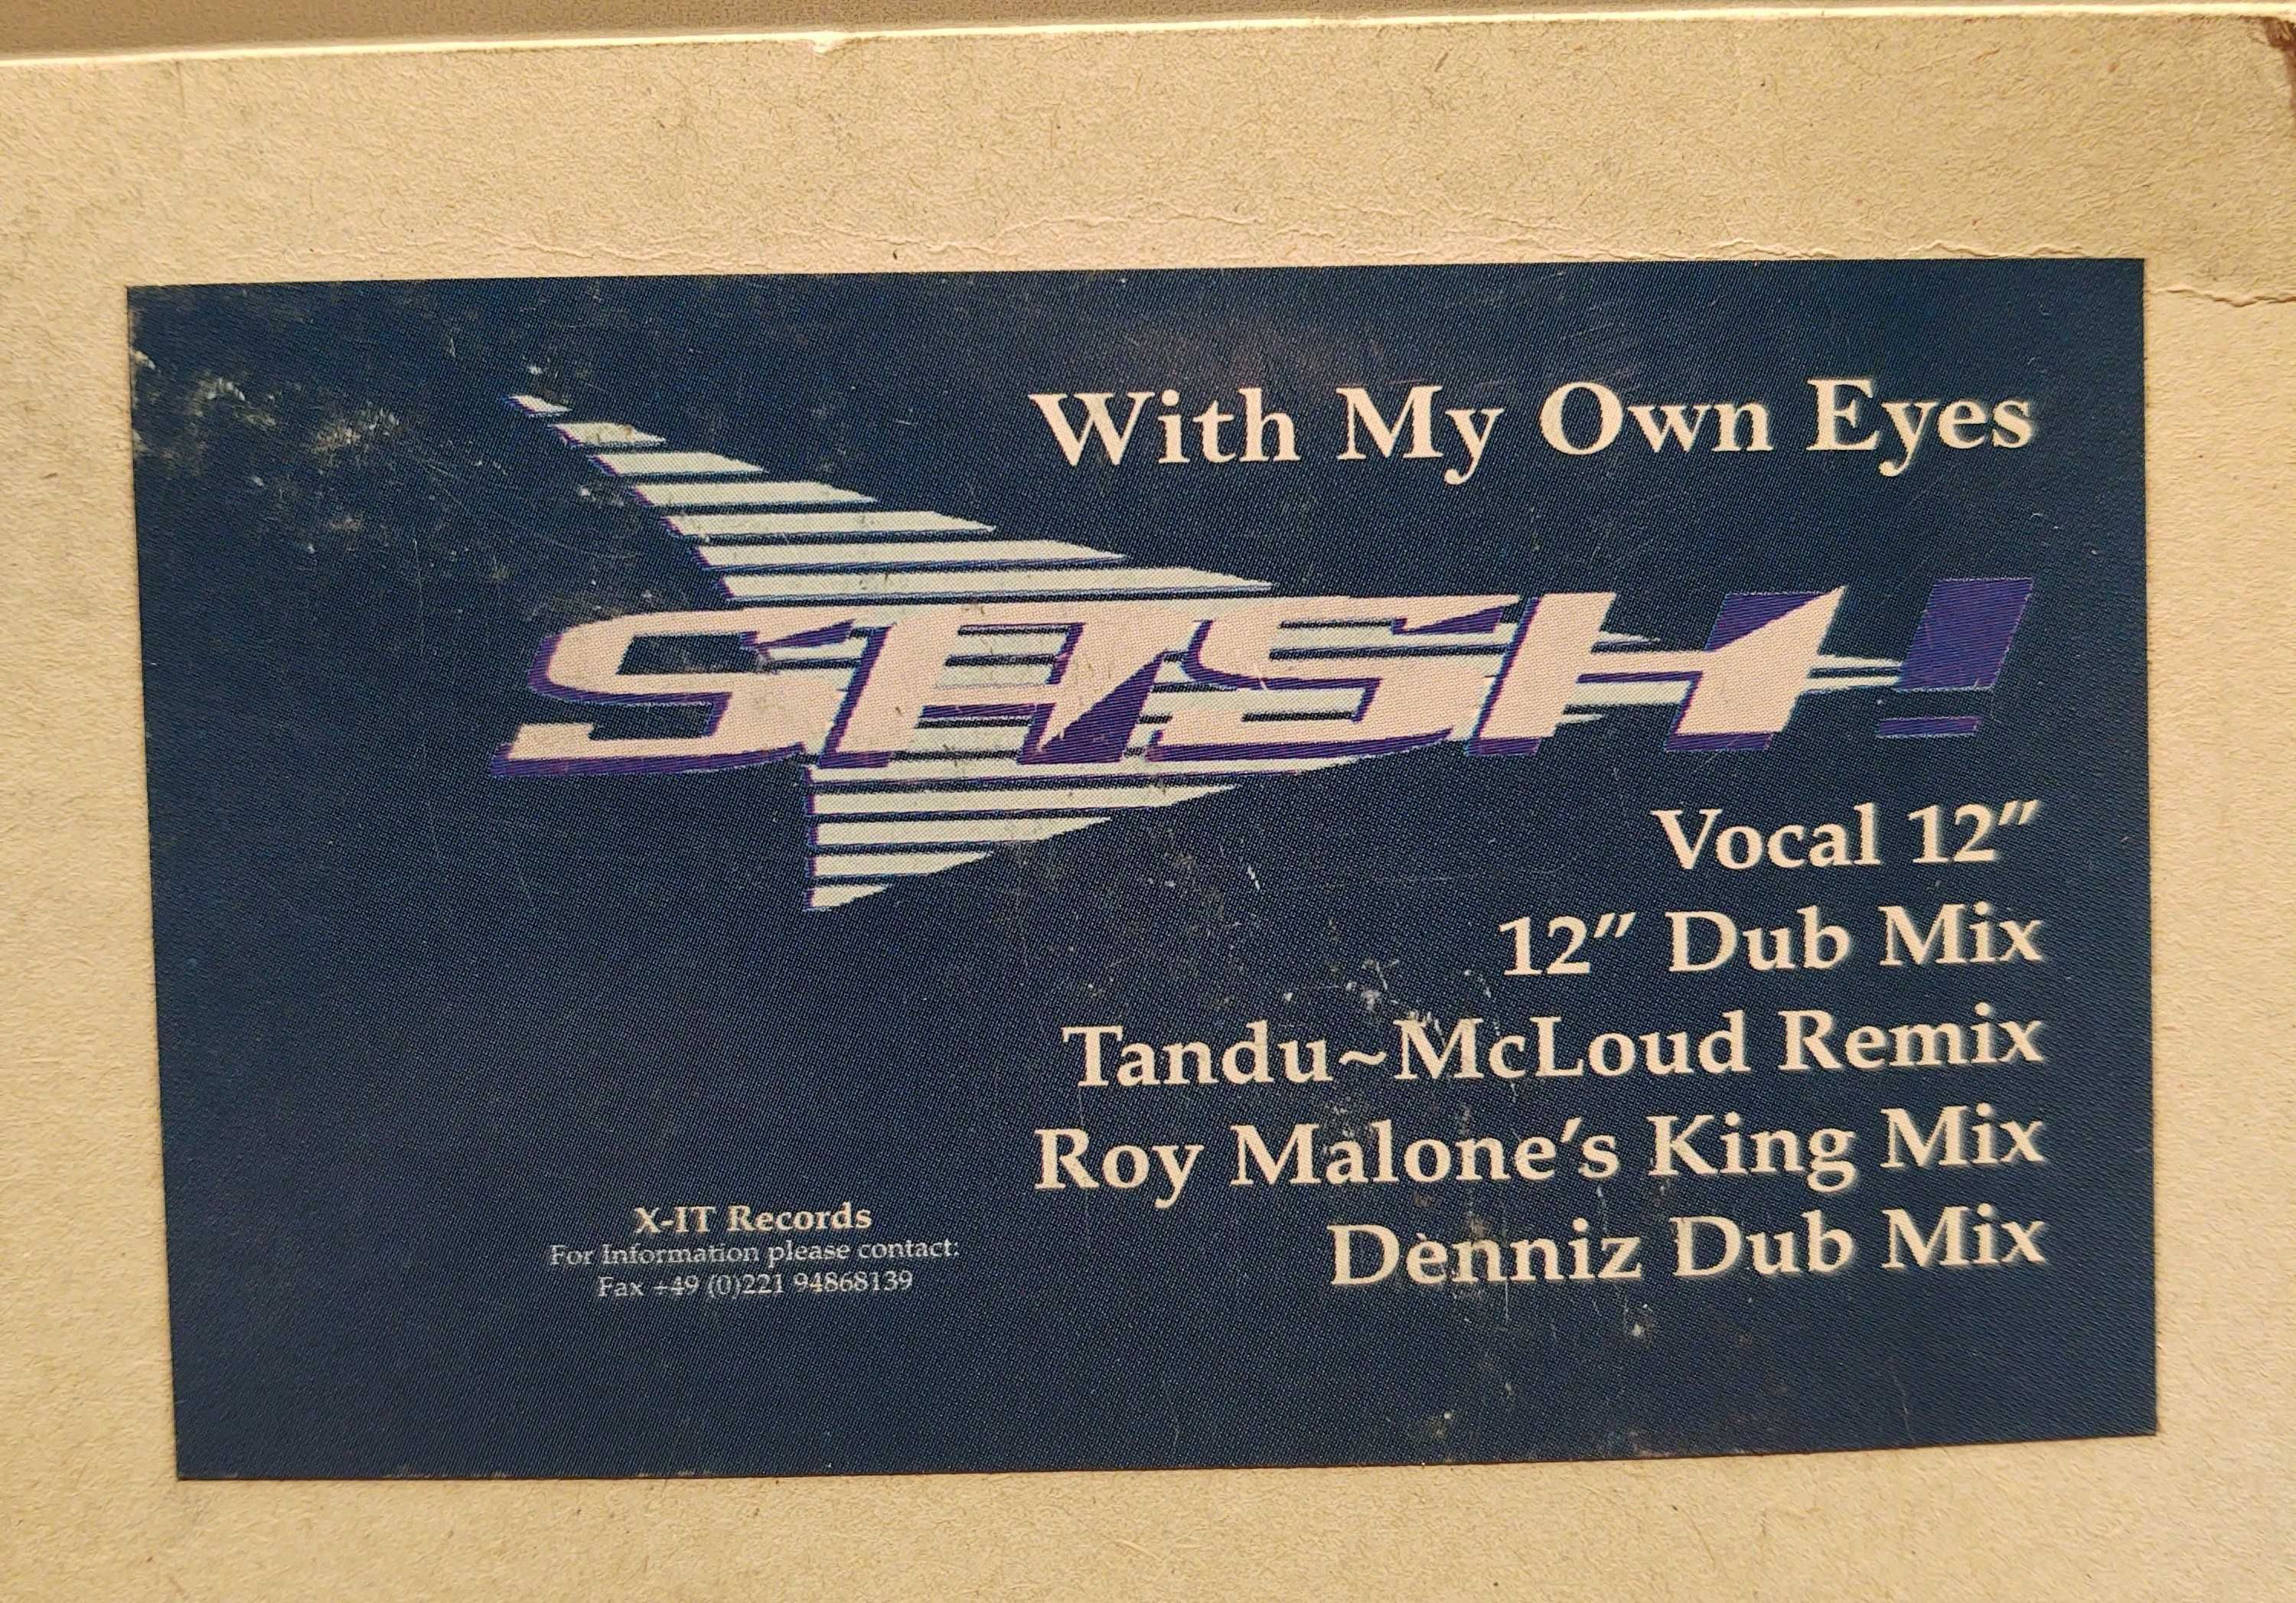 With My Own Eyes
SASH!
Vocal 12"
12" Dub Mix
Tandu~McLoud Remix
Roy Malone's King Mix
Denniz Dub Mix
X-IT Records
For Information please contact:
Fax +49 (0)221 94868139